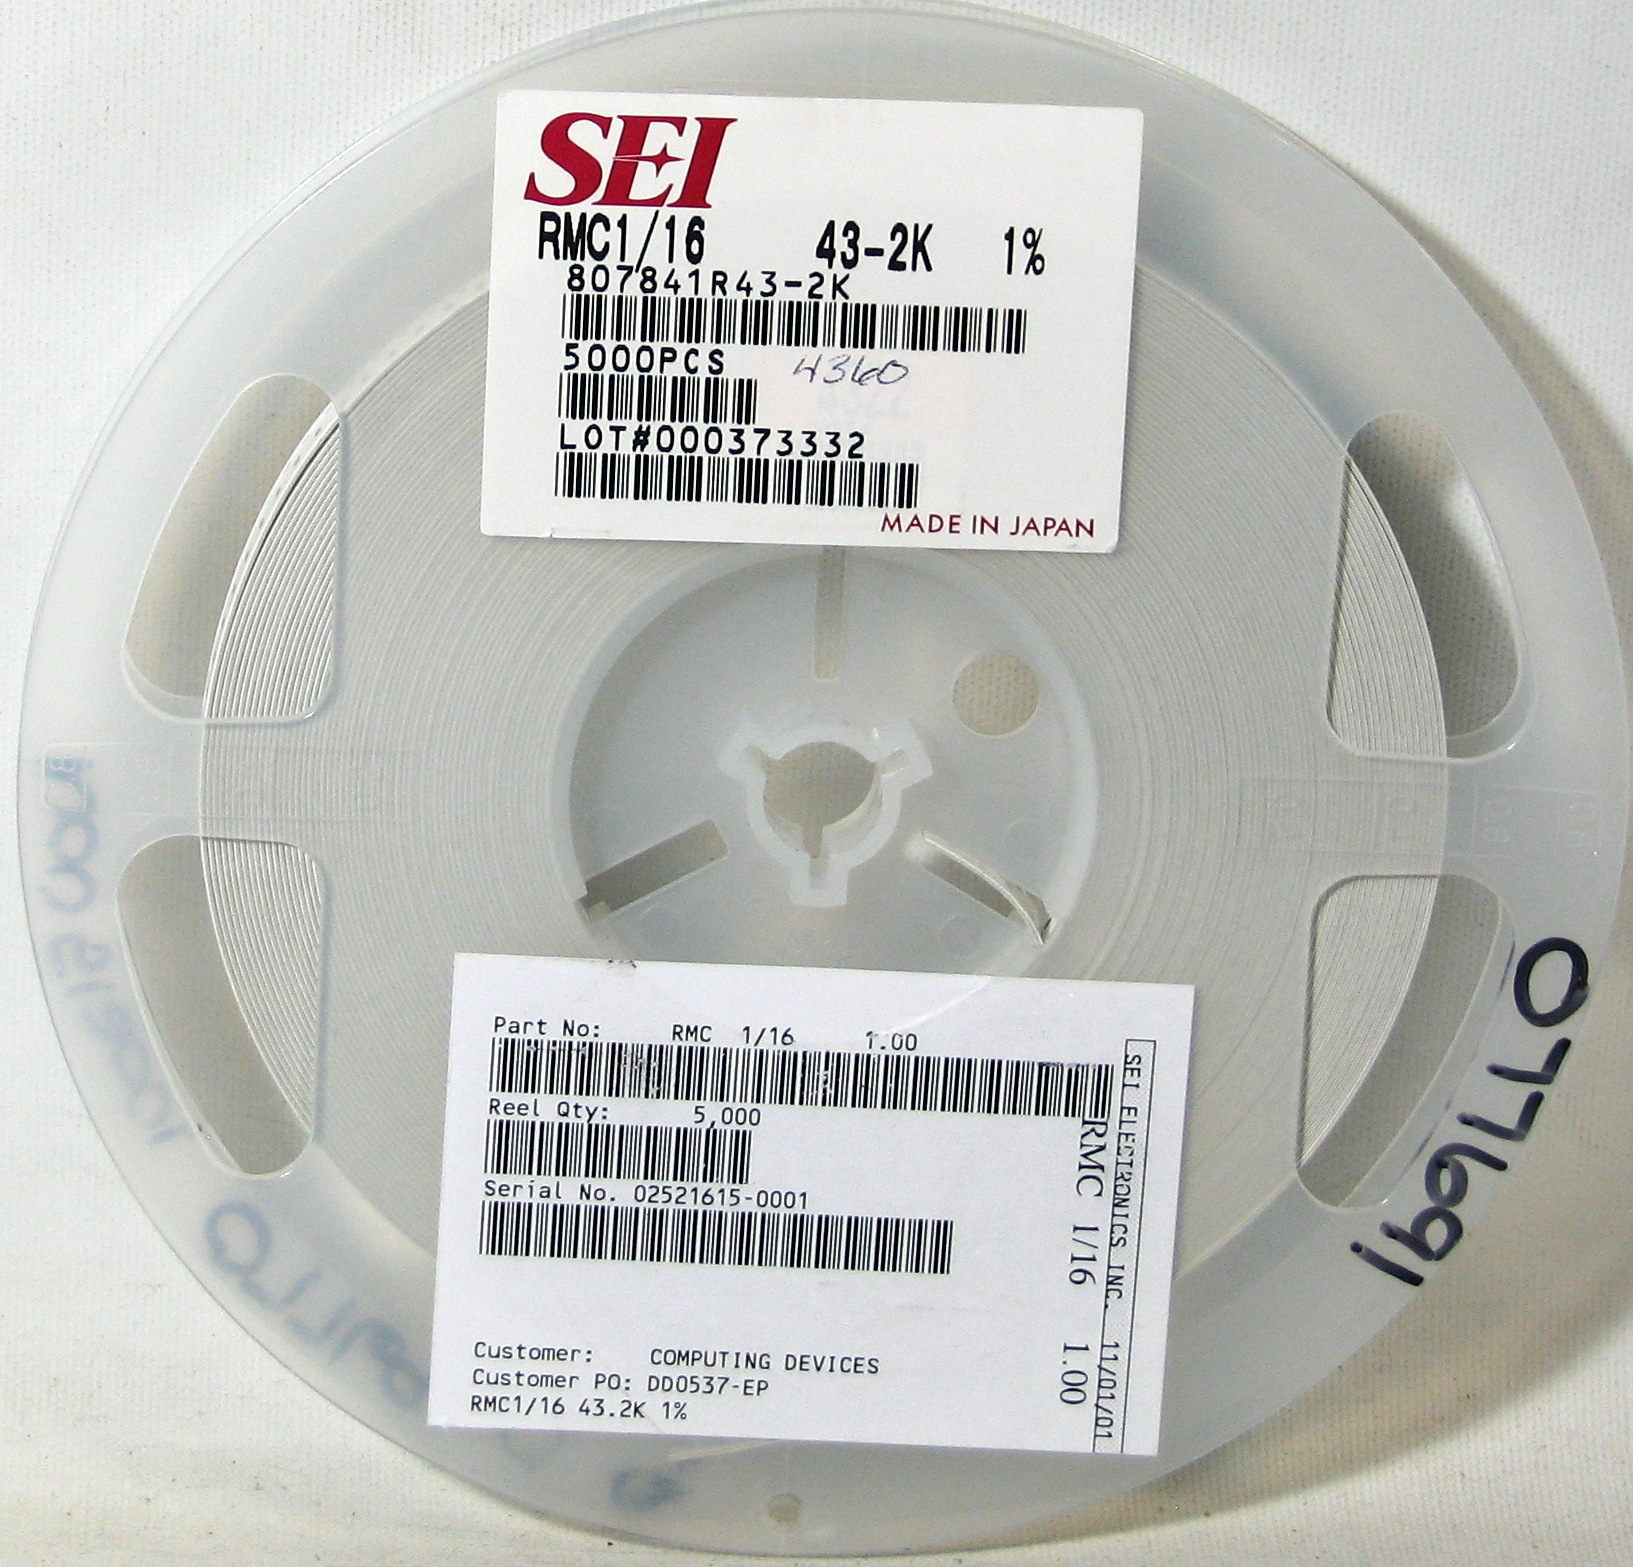 SEI
RMC1/16 43-2K 1%
807841R43-2K
5000PCS 4360
LOT#000373332
MADE IN JAPAN
Part No: RMC 1/16 1.00
Reel Qty: 5,000
Serial No. 02521615-0001
Customer: COMPUTING DEVICES
Customer PO: DD0537-EP
RMC1/16 43.2K 1%
RMC 1/16 1.00
SEI ELECTRONICS INC. 11/01/01